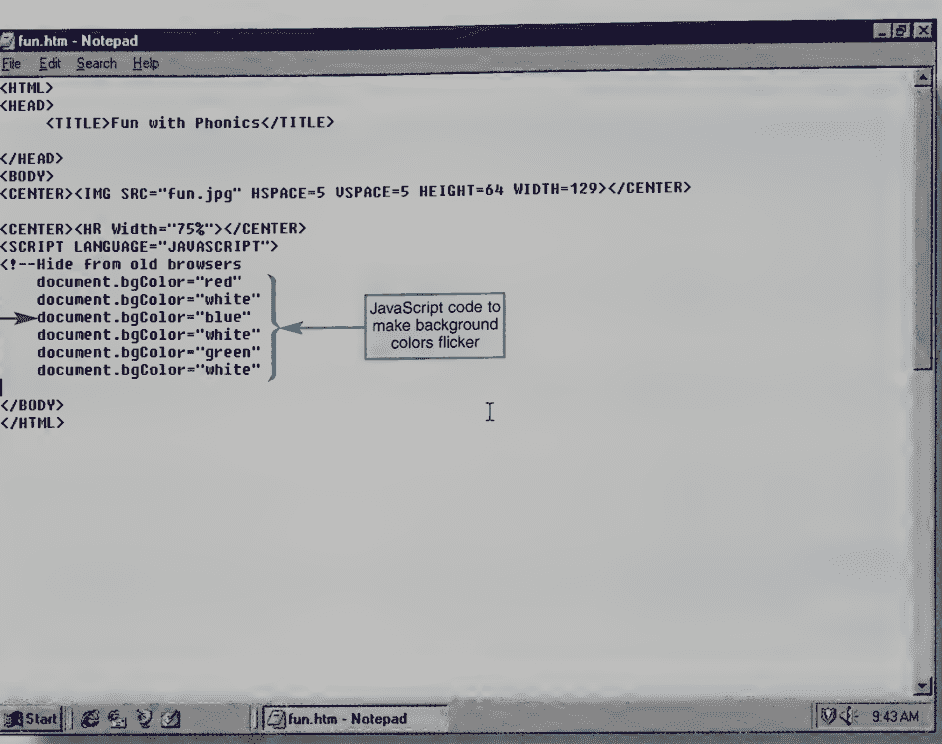 fun.htm - Notepad
File Edit Search Help
<HTML>
<HEAD>
<TITLE>Fun with Phonics</TITLE>
</HEAD>
<BODY>
<CENTER><IMG SRC="fun.jpg" HSPACE=5 VSPACE=5 HEIGHT=64 WIDTH=129></CENTER>
<CENTER><HR Width="75%"></CENTER>
<SCRIPT LANGUAGE="JAVASCRIPT">
<!--Hide from old browsers
document.bgColor="red"
document.bgColor="white"
document.bgColor="blue"
document.bgColor="white"
document.bgColor="green"
document.bgColor="white"
</BODY>
</HTML>
JavaScript code to
make background
colors flicker
Start
fun.htm - Notepad
9:43 AM